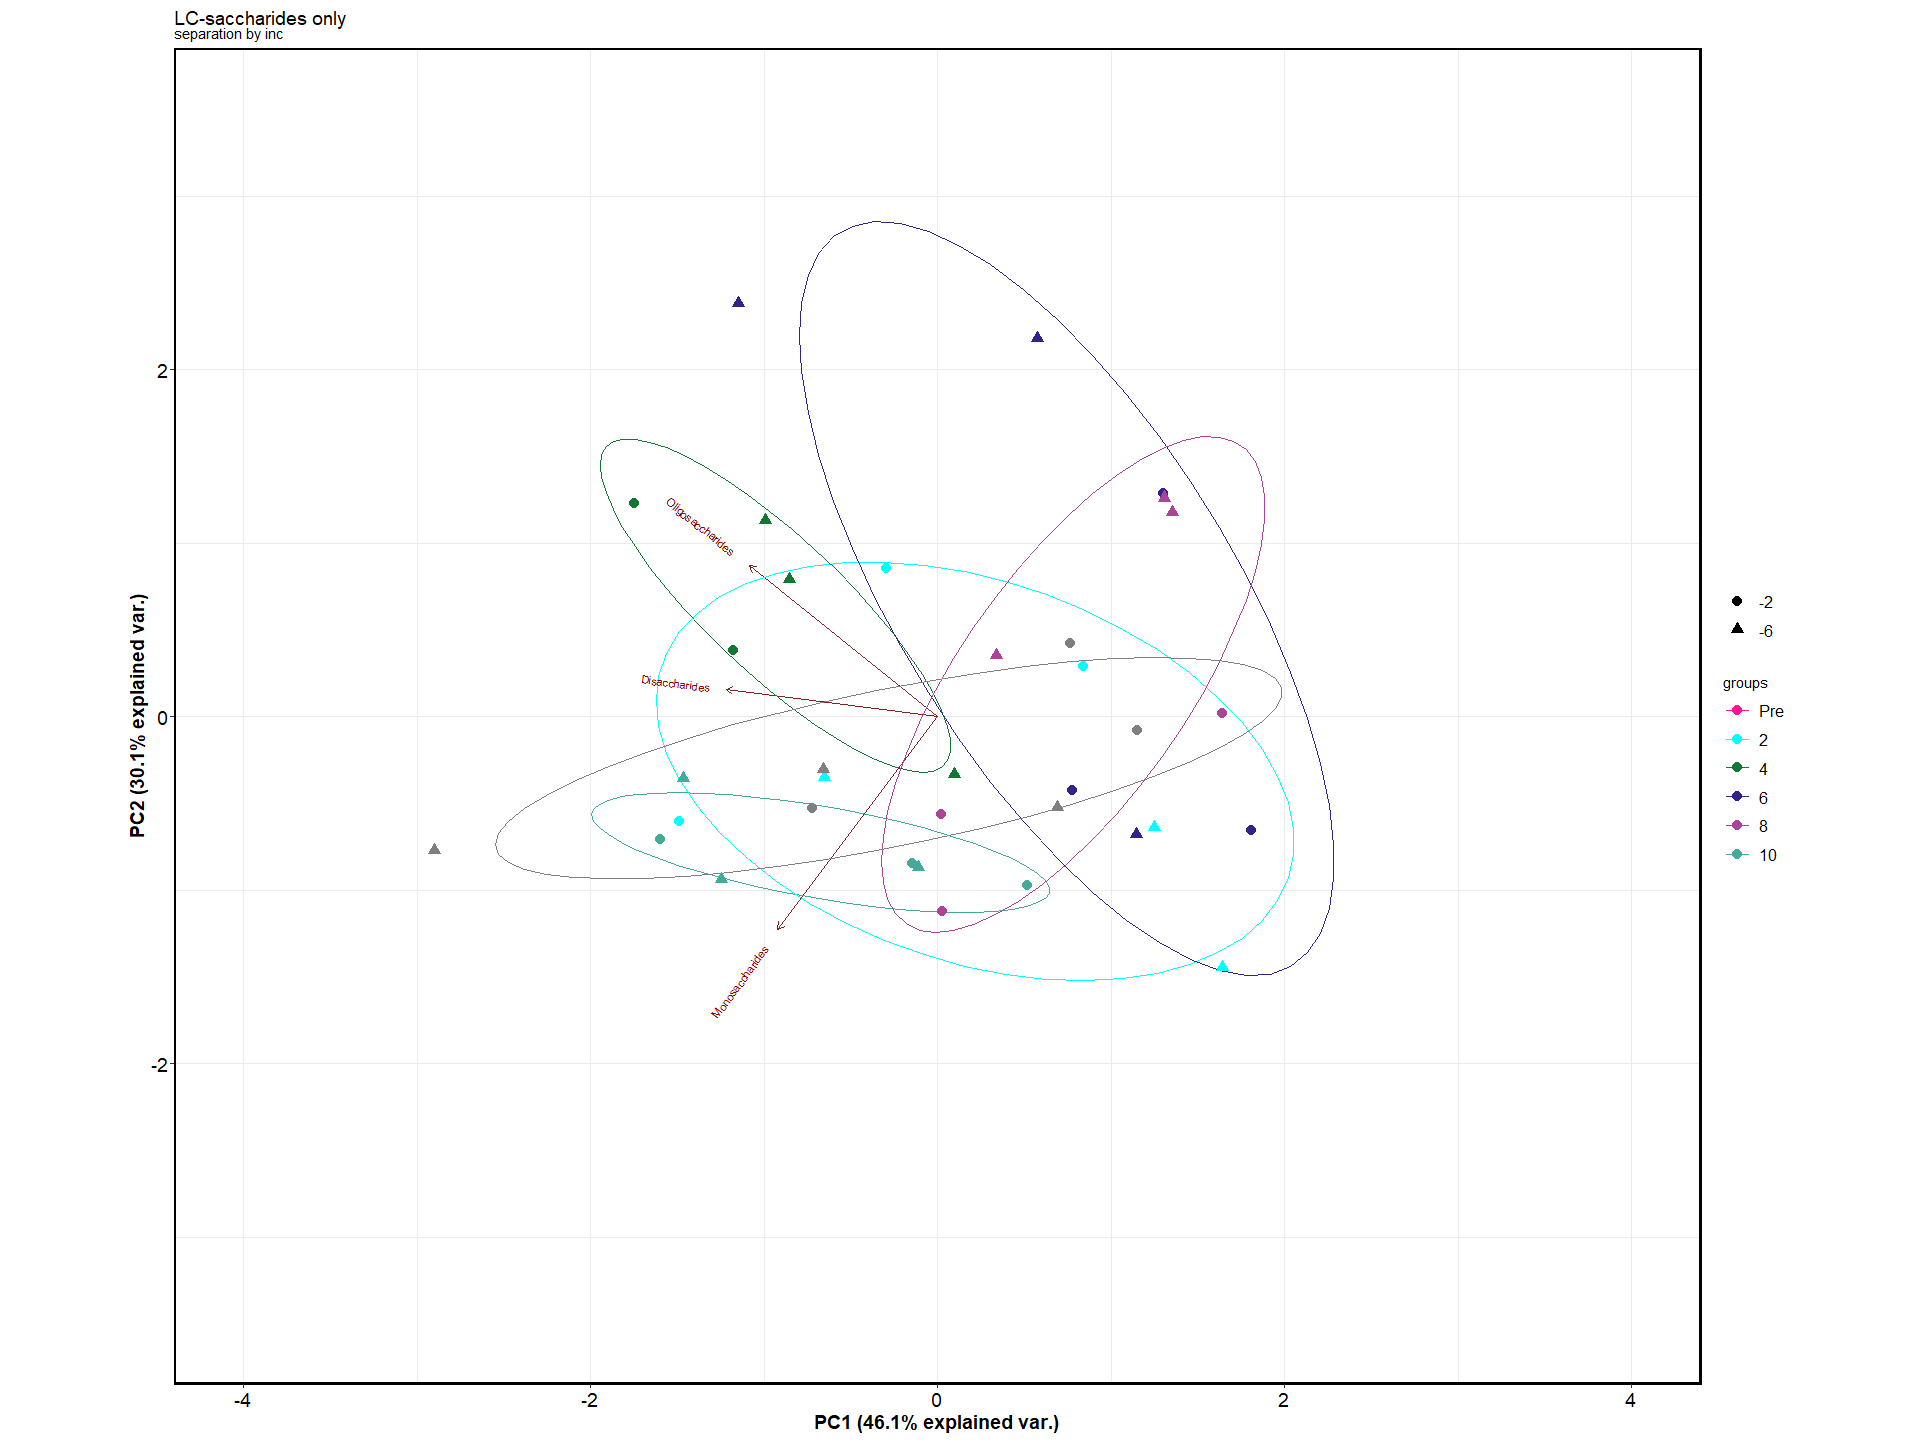 LC-saccharides only
separation by inc
PC2 (30.1% explained var.)
2
0
-2
Oligosaccharides
Disaccharides
Monosaccharides
-4
-2
0
2
4
PC1 (46.1% explained var.)
-2
-6
groups
Pre
2
4
6
8
10